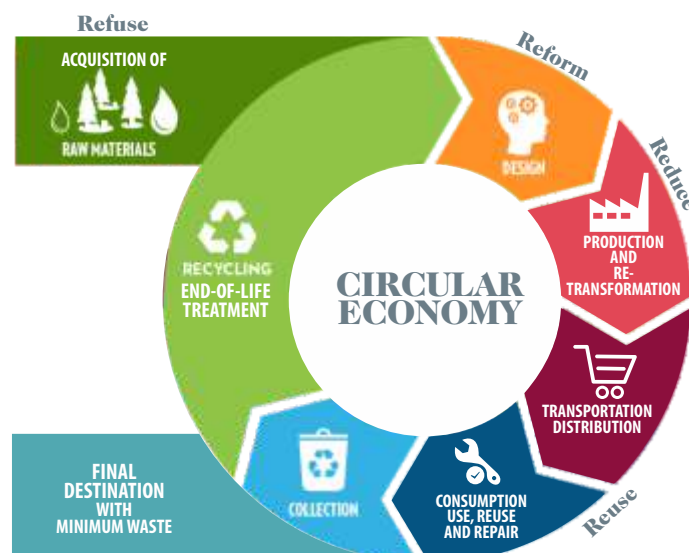 Refuse
ACQUISITION OF
RAW MATERIALS
Reform
DESIGN
Reduce
PRODUCTION
AND
RE-
TRANSFORMATION
TRANSPORTATION
DISTRIBUTION
Reuse
CONSUMPTION
USE, REUSE
AND REPAIR
COLLECTION
RECYCLING
END-OF-LIFE
TREATMENT
CIRCULAR
ECONOMY
FINAL
DESTINATION
WITH
MINIMUM WASTE